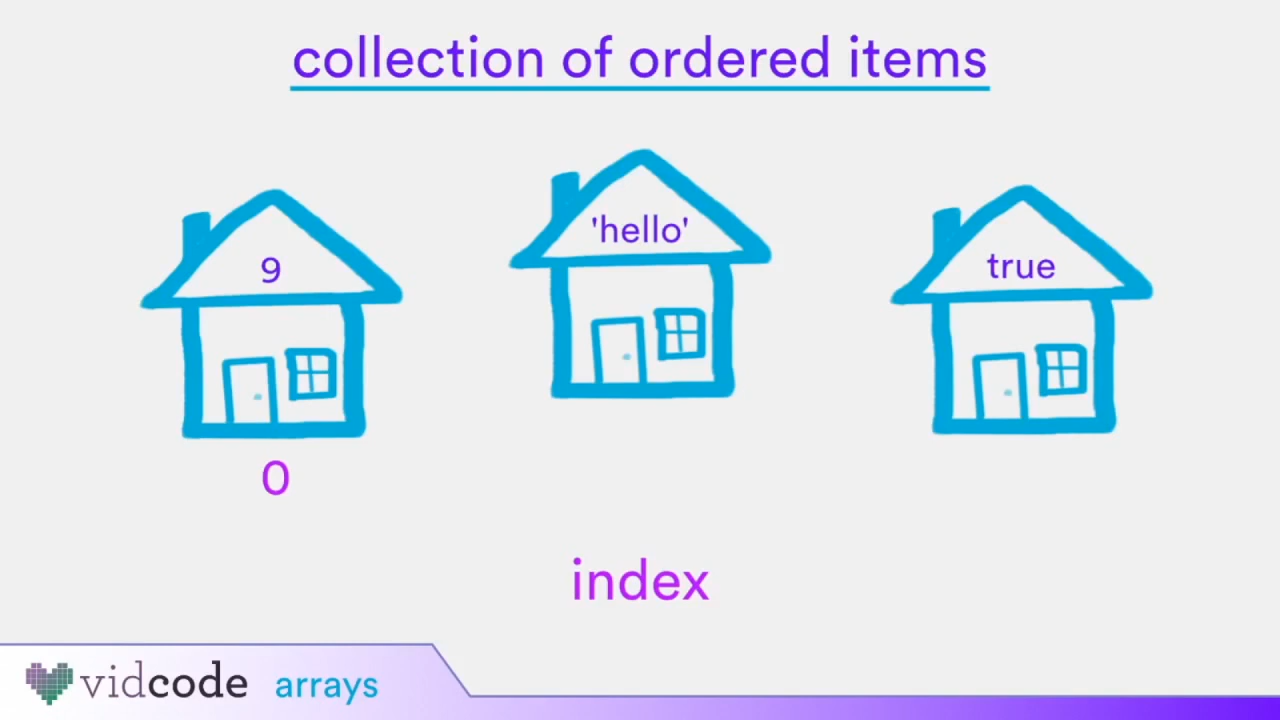 collection of ordered items
9
'hello'
true
0
index
vidcode arrays